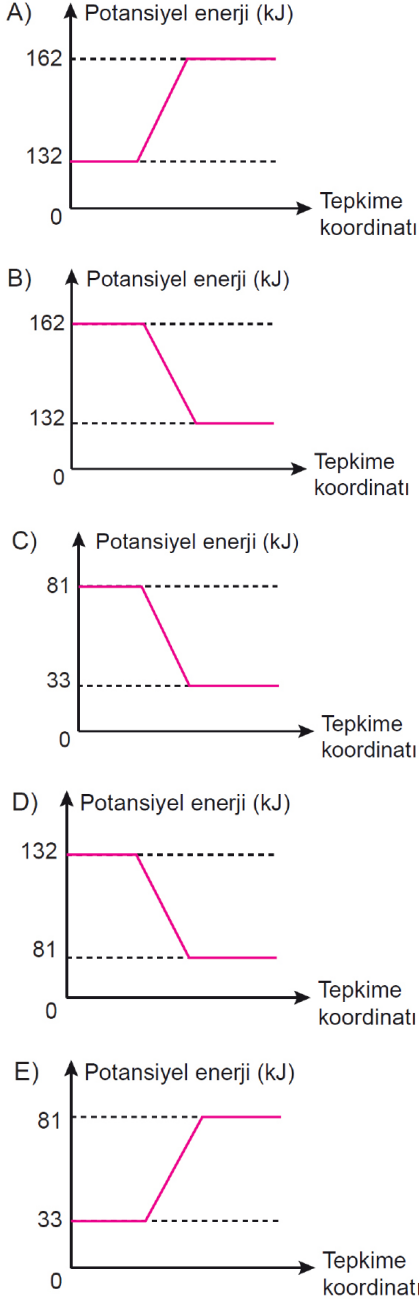 A) Potansiyel enerji (kJ)
162
132
0
Tepkime
koordinatı
B) Potansiyel enerji (kJ)
162
132
0
Tepkime
koordinatı
C) Potansiyel enerji (kJ)
81
33
0
Tepkime
koordinatı
D) Potansiyel enerji (kJ)
132
81
0
Tepkime
koordinatı
E) Potansiyel enerji (kJ)
81
33
0
Tepkime
koordinatı